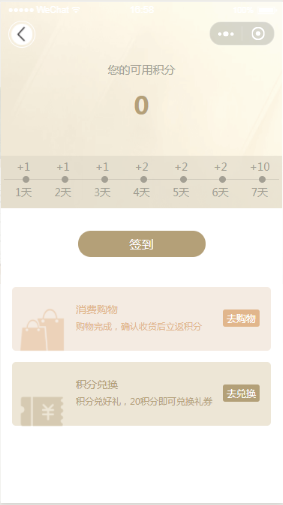 您的可用积分
0
+1 +1 +1 +2 +2 +2 +10
1天 2天 3天 4天 5天 6天 7天
签到
消费购物
购物完成，确认收货后立返积分
去购物
积分兑换
积分兑好礼，20积分即可兑换礼券
去兑换
¥